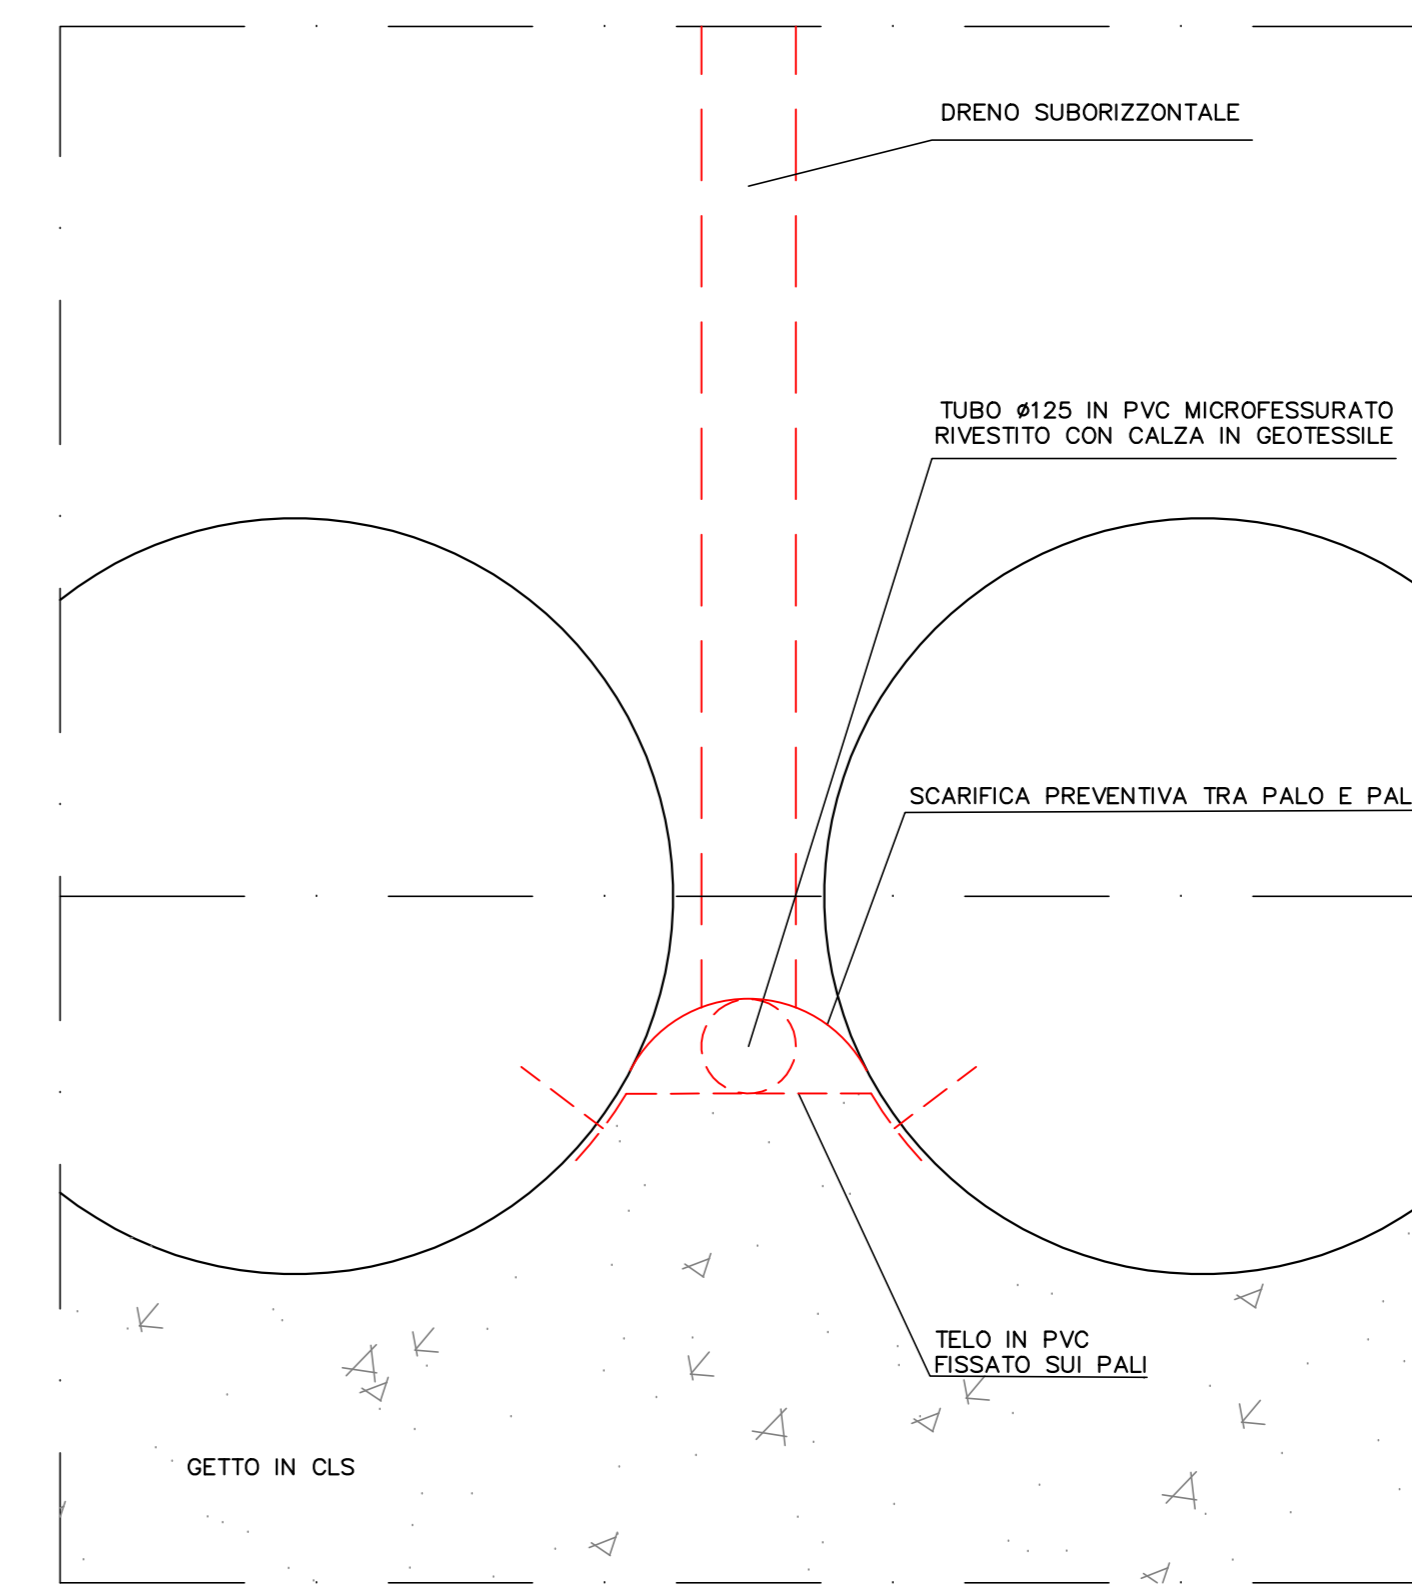 DRENO SUBORIZZONTALE
TUBO ø125 IN PVC MICROFESSURATO
RIVESTITO CON CALZA IN GEOTESSILE
SCARIFICA PREVENTIVA TRA PALO E PAL
TELO IN PVC
FISSATO SUI PALI
GETTO IN CLS